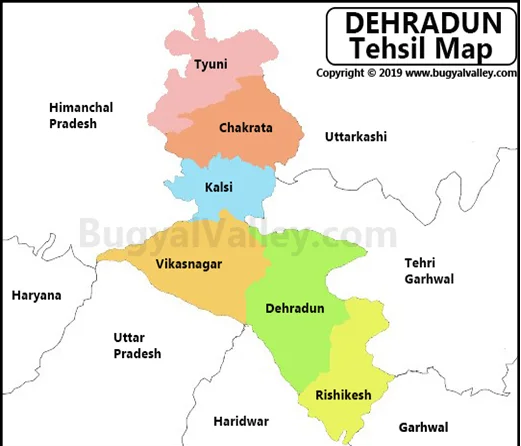 DEHRADUN
Tehsil Map
Copyright © 2019 www.bugyalvalley.com
Tyuni
Himanchal
Pradesh
Chakrata
Uttarkashi
Kalsi
BugyalValley.com
Vikasnagar
Tehri
Garhwal
Haryana
Dehradun
Uttar
Pradesh
Rishikesh
Haridwar
Garhwal